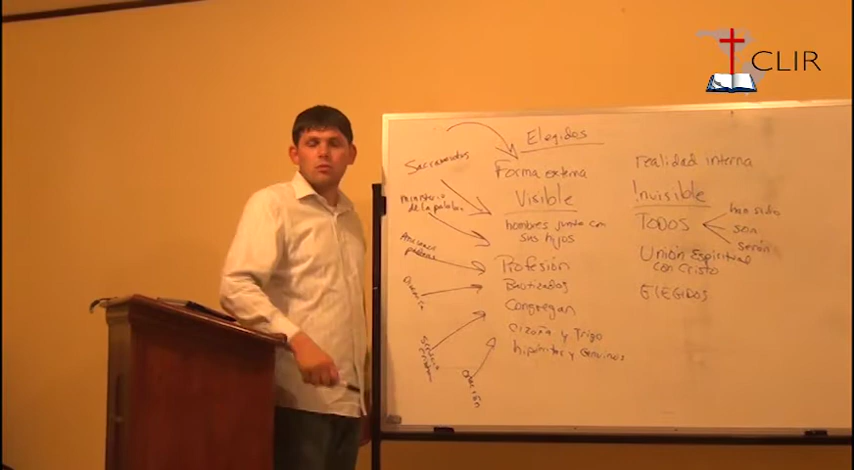 CLIR
Elegidos
Sacramentos
Forma externa
realidad interna
Visible
Invisible
ministerio
de la palabra
hombres junto con
sus hijos
TODOS
han sido
son
serán
Unión Espiritual
con Cristo
Profesión
Bautizados
ELEGIDOS
Congregan
Cizaña y Trigo
hipócritas y Genuinos
Oración